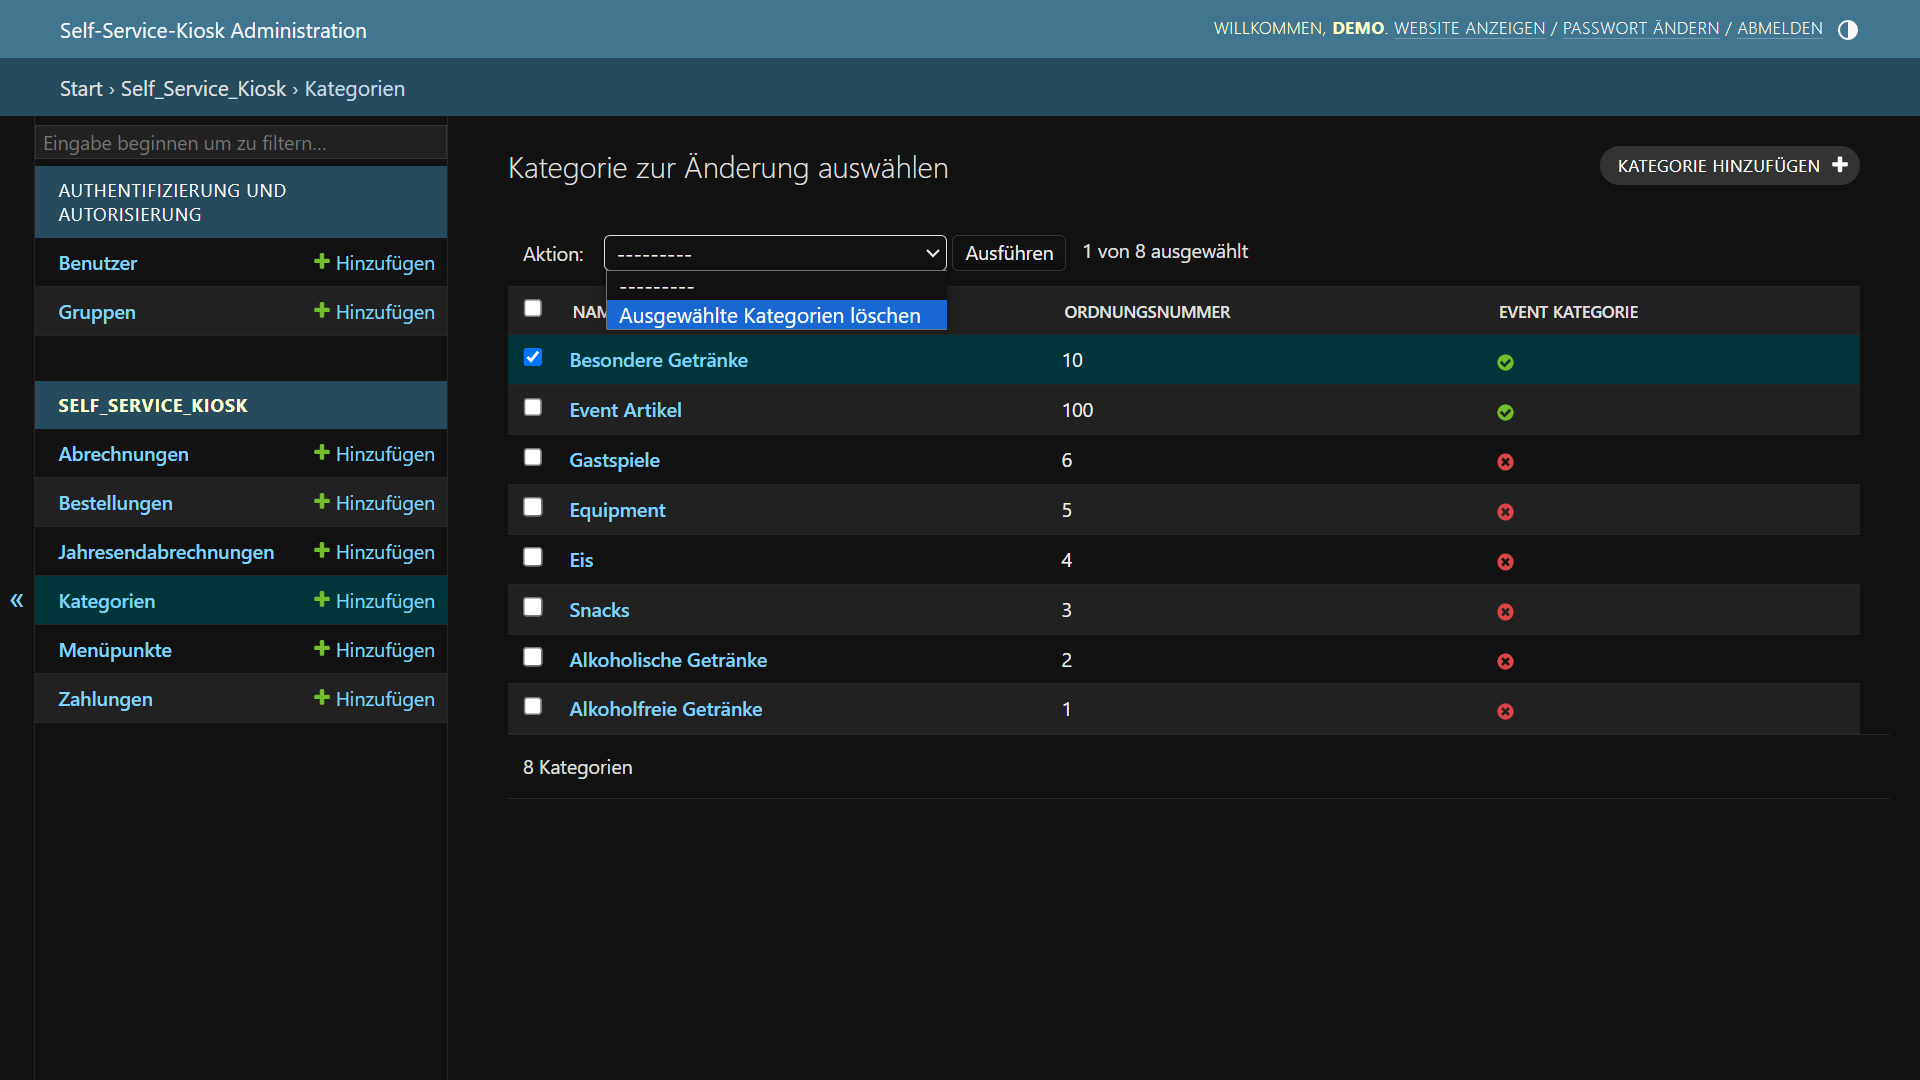 Self-Service-Kiosk Administration
WILLKOMMEN, DEMO. WEBSITE ANZEIGEN / PASSWORT ÄNDERN / ABMELDEN
Start › Self_Service_Kiosk › Kategorien
Eingabe beginnen um zu filtern...
AUTHENTIFIZIERUNG UND
AUTORISIERUNG
Benutzer Hinzufügen
Gruppen Hinzufügen
SELF_SERVICE_KIOSK
Abrechnungen Hinzufügen
Bestellungen Hinzufügen
Jahresendabrechnungen Hinzufügen
Kategorien Hinzufügen
Menüpunkte Hinzufügen
Zahlungen Hinzufügen
«
Kategorie zur Änderung auswählen
KATEGORIE HINZUFÜGEN
Aktion: --------- Ausführen 1 von 8 ausgewählt
---------
Ausgewählte Kategorien löschen
ORDNUNGSNUMMER EVENT KATEGORIE
Besondere Getränke 10
Event Artikel 100
Gastspiele 6
Equipment 5
Eis 4
Snacks 3
Alkoholische Getränke 2
Alkoholfreie Getränke 1
8 Kategorien